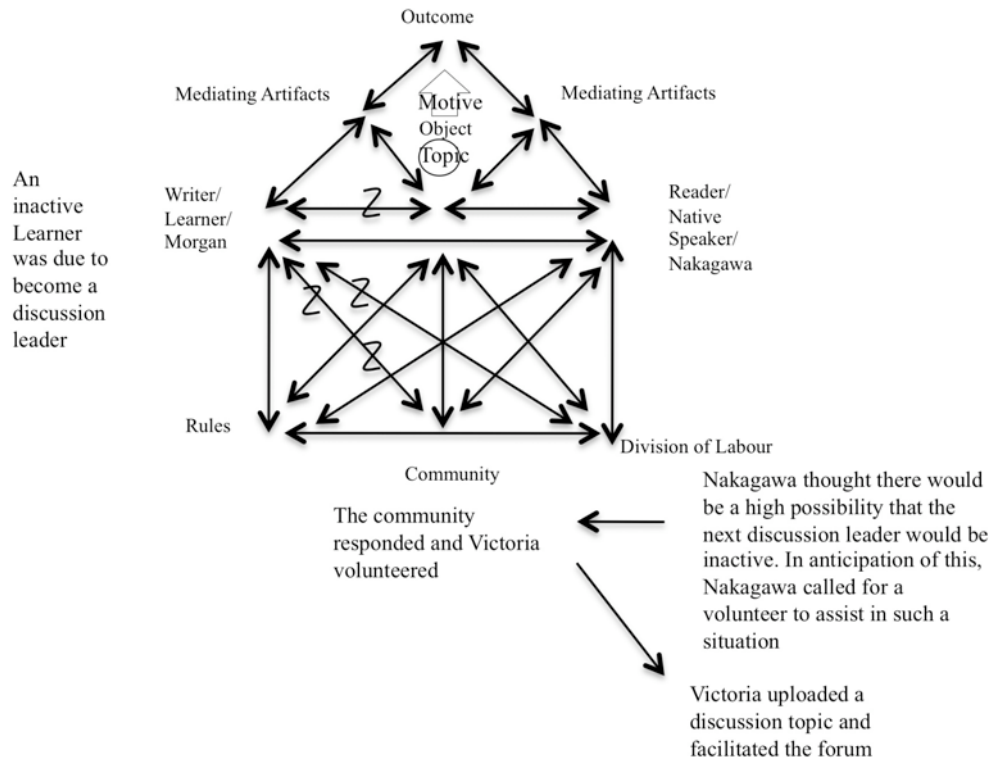 Outcome
Mediating Artifacts
Mediating Artifacts
Motive
Object
Topic
An
inactive
Learner
was due to
become a
discussion
leader
Writer/
Learner/
Morgan
Reader/
Native
Speaker/
Nakagawa
Z
Z
Z
Z
Rules
Division of Labour
Community
The community
responded and Victoria
volunteered
Nakagawa thought there would
be a high possibility that the
next discussion leader would be
inactive. In anticipation of this,
Nakagawa called for a
volunteer to assist in such a
situation
Victoria uploaded a
discussion topic and
facilitated the forum